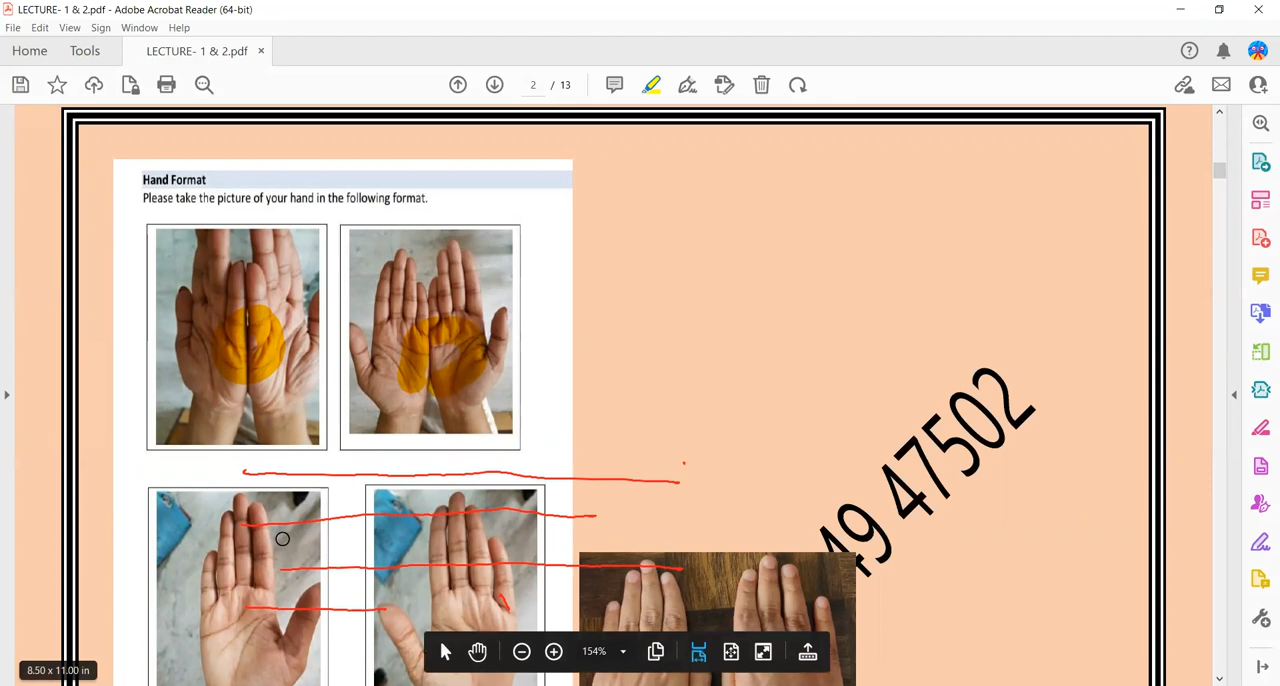 LECTURE- 1 & 2.pdf - Adobe Acrobat Reader (64-bit)
File Edit View Sign Window Help
Home Tools LECTURE- 1 & 2.pdf ×
2 / 13
Hand Format
Please take the picture of your hand in the following format.
49 47502
154%
8.50 x 11.00 in